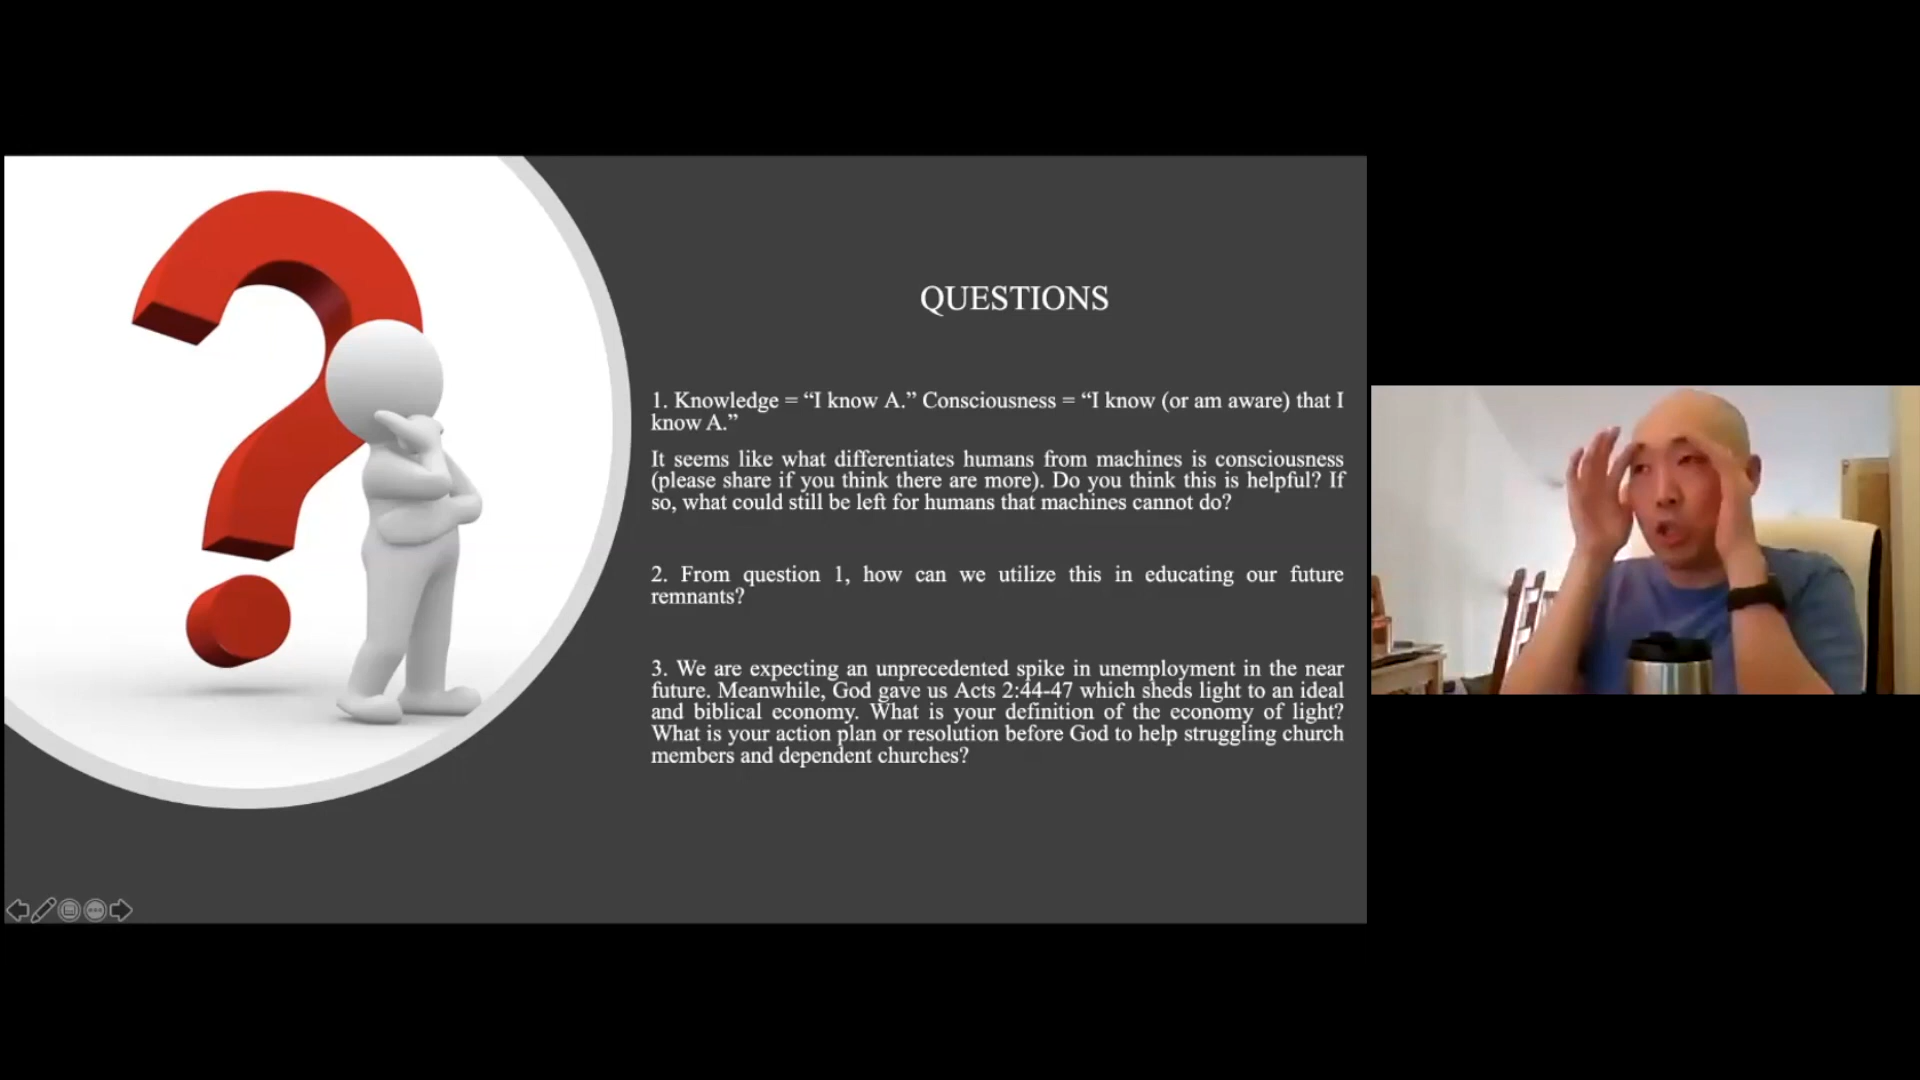 QUESTIONS
1. Knowledge = “I know A.” Consciousness = “I know (or am aware) that I
know A.”
It seems like what differentiates humans from machines is consciousness
(please share if you think there are more). Do you think this is helpful? If
so, what could still be left for humans that machines cannot do?
2. From question 1, how can we utilize this in educating our future
remnants?
3. We are expecting an unprecedented spike in unemployment in the near
future. Meanwhile, God gave us Acts 2:44-47 which sheds light to an ideal
and biblical economy. What is your definition of the economy of light?
What is your action plan or resolution before God to help struggling church
members and dependent churches?